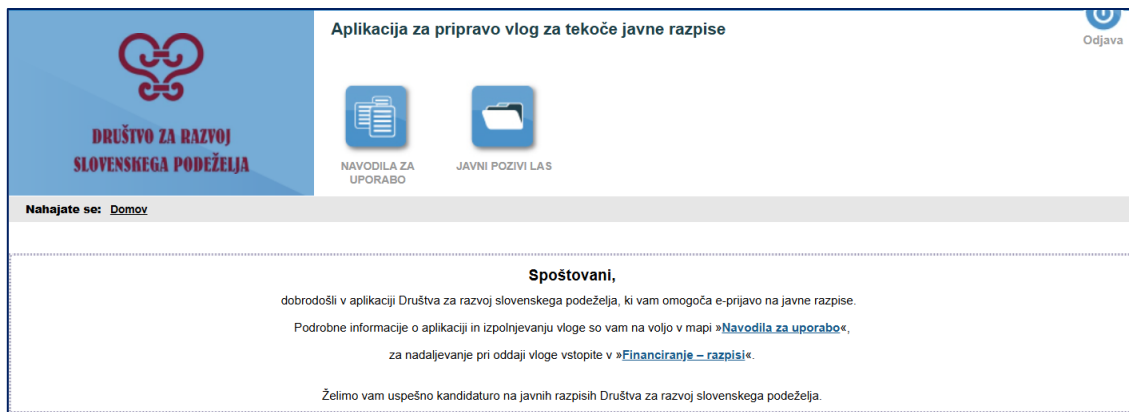 Aplikacija za pripravo vlog za tekoče javne razpise
Odjava
DRUŠTVO ZA RAZVOJ
SLOVENSKEGA PODEŽELJA
NAVODILA ZA
UPORABO
JAVNI POZIVI LAS
Nahajate se: Domov
Spoštovani,
dobrodošli v aplikaciji Društva za razvoj slovenskega podeželja, ki vam omogoča e-prijavo na javne razpise.
Podrobne informacije o aplikaciji in izpolnjevanju vloge so vam na voljo v mapi »Navodila za uporabo«,
za nadaljevanje pri oddaji vloge vstopite v »Financiranje – razpisi«.
Želimo vam uspešno kandidaturo na javnih razpisih Društva za razvoj slovenskega podeželja.